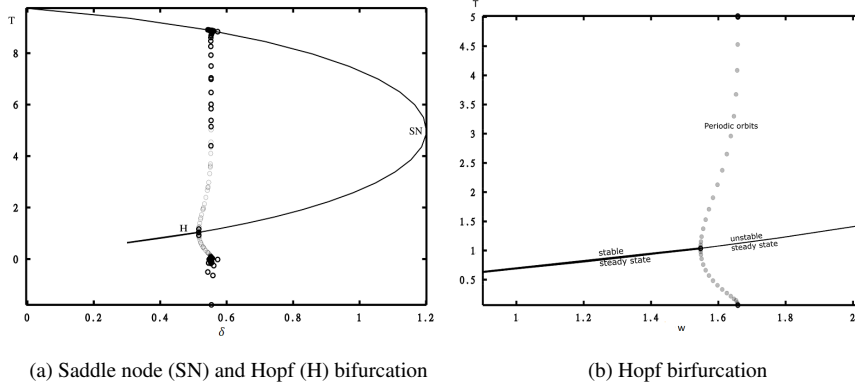 T
8
6
4
2
0
SN
H
0
0.2
0.4
0.6
0.8
1.0
1.2
δ
(a) Saddle node (SN) and Hopf (H) bifurcation
T
5
4.5
4
3.5
3
2.5
2
1.5
1
0.5
Periodic orbits
stable
steady state
unstable
steady state
1
1.2
1.4
1.6
1.8
2
w
(b) Hopf birfurcation